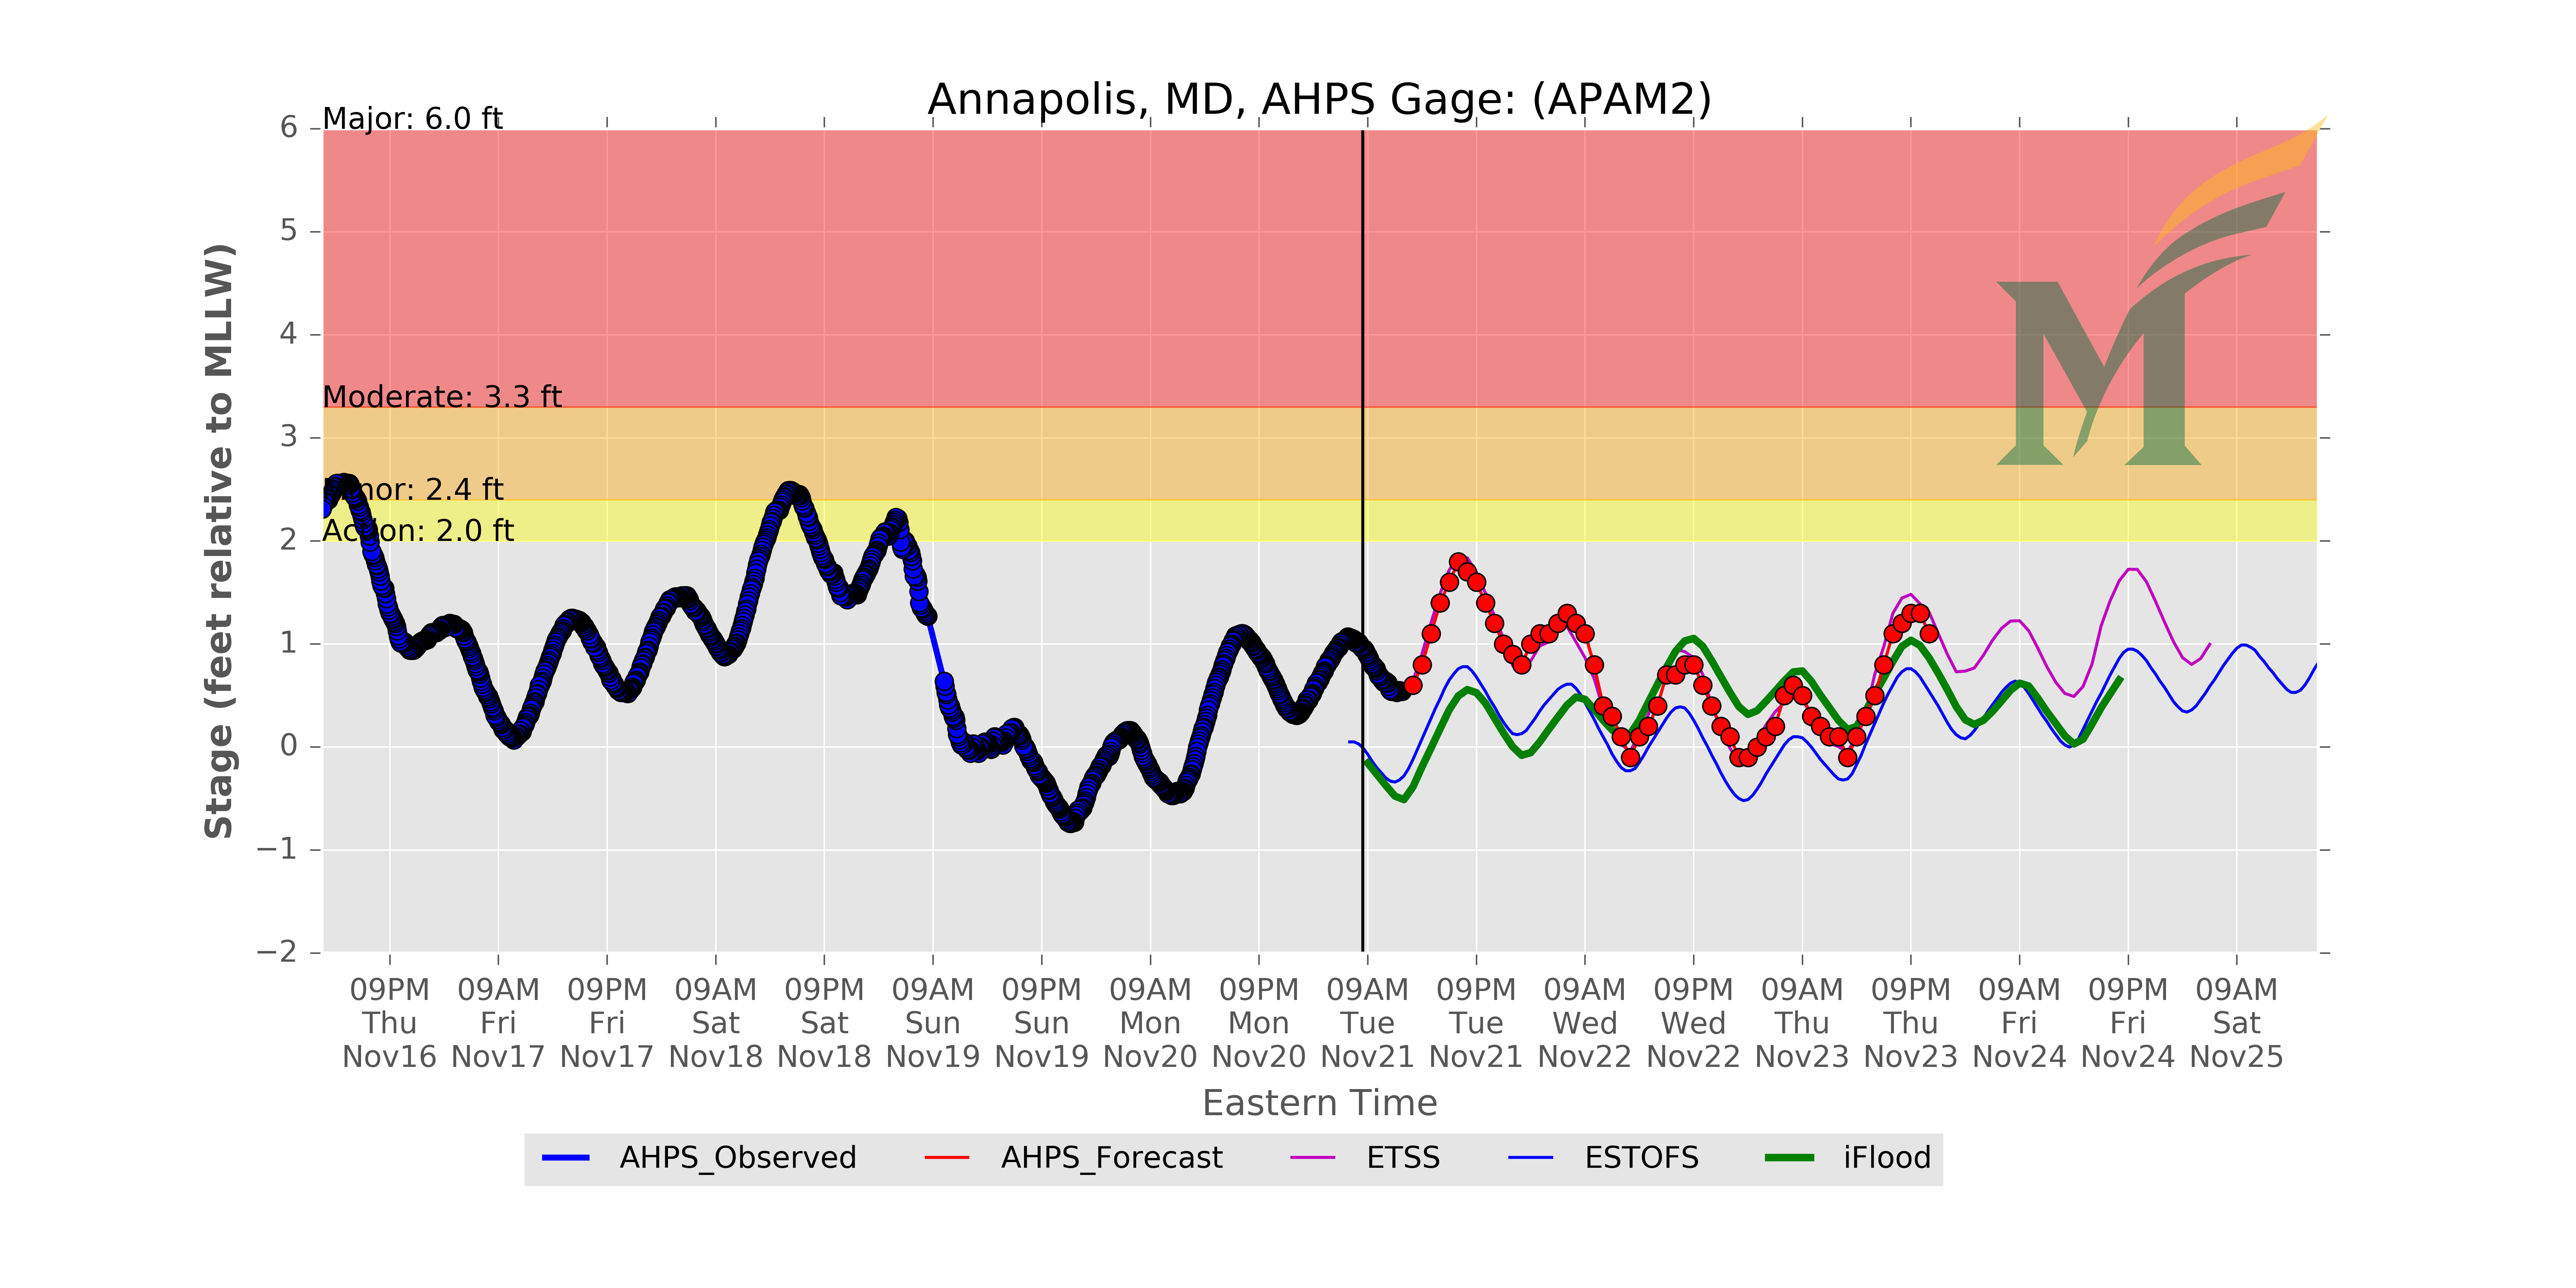 Annapolis, MD, AHPS Gage: (APAM2)
Major: 6.0 ft
Moderate: 3.3 ft
Minor: 2.4 ft
Action: 2.0 ft
Stage (feet relative to MLLW)
6
5
4
3
2
1
0
−1
−2
09PM 09AM 09PM 09AM 09PM 09AM 09PM 09AM 09PM 09AM 09PM 09AM 09PM 09AM 09PM 09AM 09PM 09AM
Thu Fri Fri Sat Sat Sun Sun Mon Mon Tue Tue Wed Wed Thu Thu Fri Fri Sat
Nov16 Nov17 Nov17 Nov18 Nov18 Nov19 Nov19 Nov20 Nov20 Nov21 Nov21 Nov22 Nov22 Nov23 Nov23 Nov24 Nov24 Nov25
Eastern Time
AHPS_Observed AHPS_Forecast ETSS ESTOFS iFlood
M